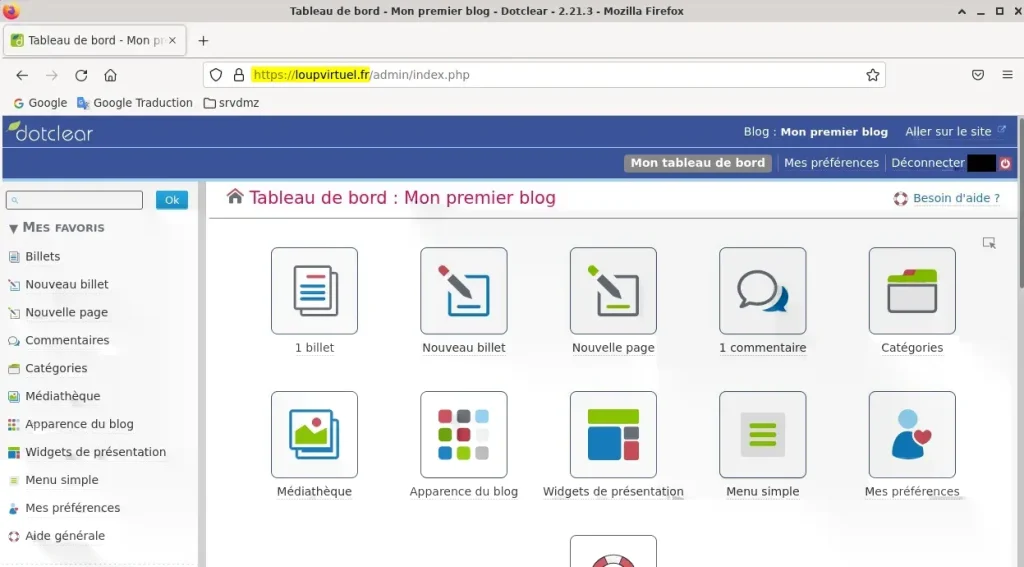 Tableau de bord - Mon premier blog - Dotclear - 2.21.3 - Mozilla Firefox
Tableau de bord - Mon pr
https://loupvirtuel.fr/admin/index.php
Google Google Traduction srvdmz
dotclear
Blog : Mon premier blog Aller sur le site
Mon tableau de bord Mes préférences Déconnecter
Ok
Tableau de bord : Mon premier blog
Besoin d'aide ?
Mes favoris
Billets
Nouveau billet
Nouvelle page
Commentaires
Catégories
Médiathèque
Apparence du blog
Widgets de présentation
Menu simple
Mes préférences
Aide générale
1 billet Nouveau billet Nouvelle page 1 commentaire Catégories
Médiathèque Apparence du blog Widgets de présentation Menu simple Mes préférences